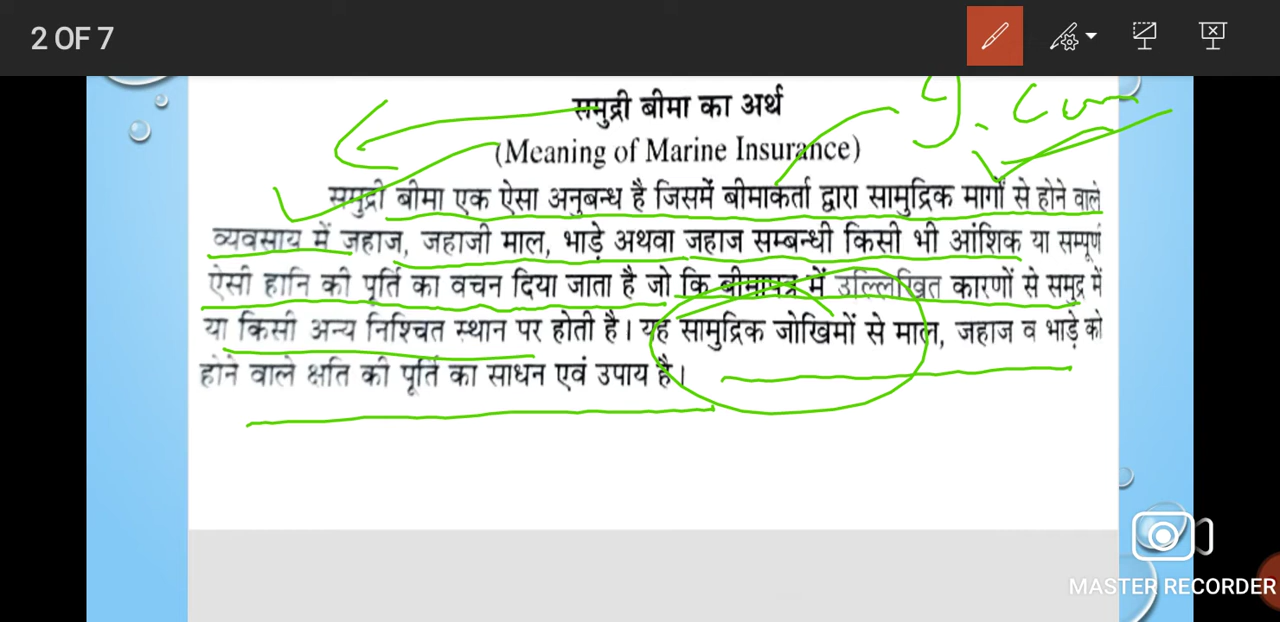 2 OF 7
समुद्री बीमा का अर्थ
(Meaning of Marine Insurance)
समुद्री बीमा एक ऐसा अनुबन्ध है जिसमें बीमाकर्ता द्वारा सामुद्रिक मार्गों से होने वाले
व्यवसाय में जहाज, जहाजी माल, भाड़े अथवा जहाज सम्बन्धी किसी भी आंशिक या सम्पूर्ण
ऐसी हानि की पूर्ति का वचन दिया जाता है जो कि बीमापत्र में उल्लिखित कारणों से समुद्र में
या किसी अन्य निश्चित स्थान पर होती है। यह सामुद्रिक जोखिमों से माल, जहाज व भाड़े को
होने वाले क्षति की पूर्ति का साधन एवं उपाय है।
MASTER RECORDER